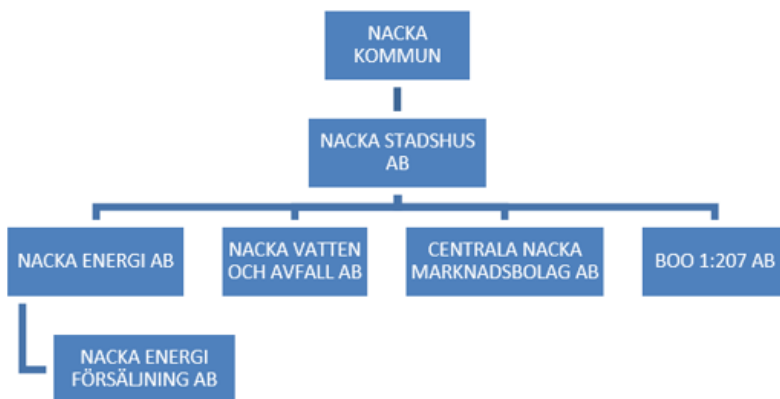 NACKA
KOMMUN
NACKA STADSHUS
AB
NACKA ENERGI AB
NACKA VATTEN
OCH AVFALL AB
CENTRALA NACKA
MARKNADSBOLAG AB
BOO 1:207 AB
NACKA ENERGI
FÖRSÄLJNING AB